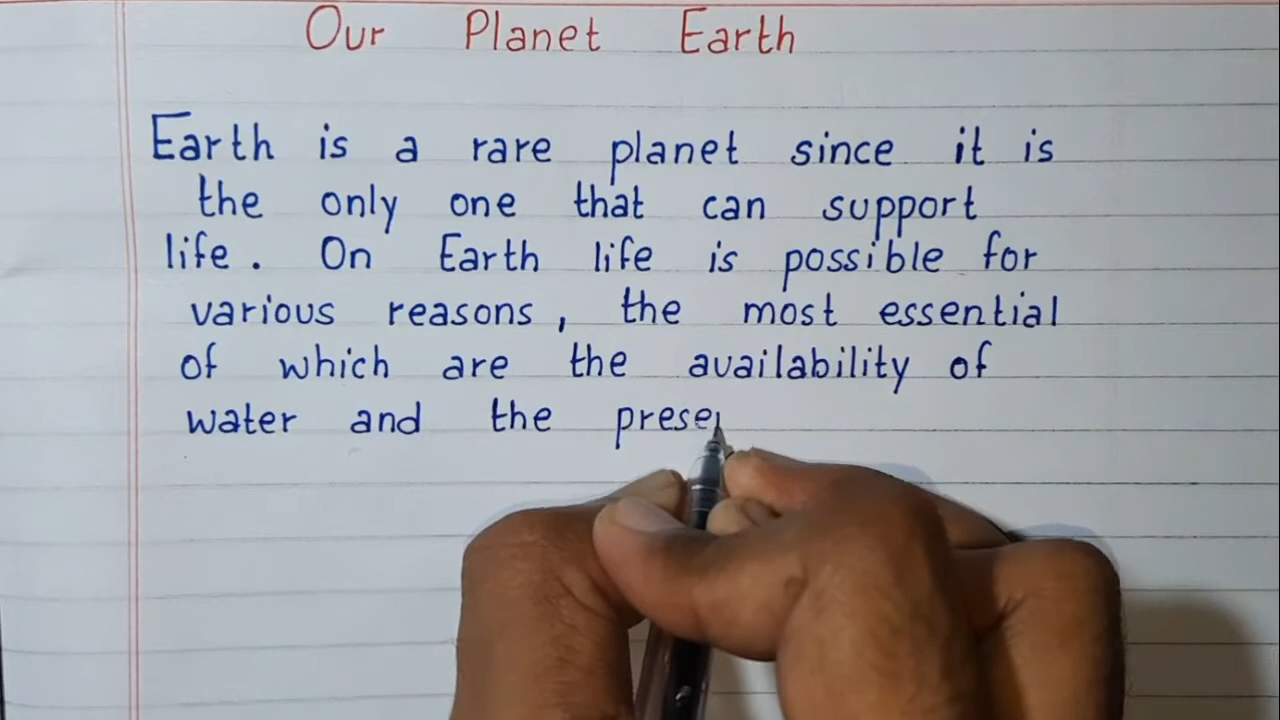 Our Planet Earth
Earth is a rare planet since it is
the only one that can support
life. On Earth life is possible for
various reasons, the most essential
of which are the availability of
water and the prese